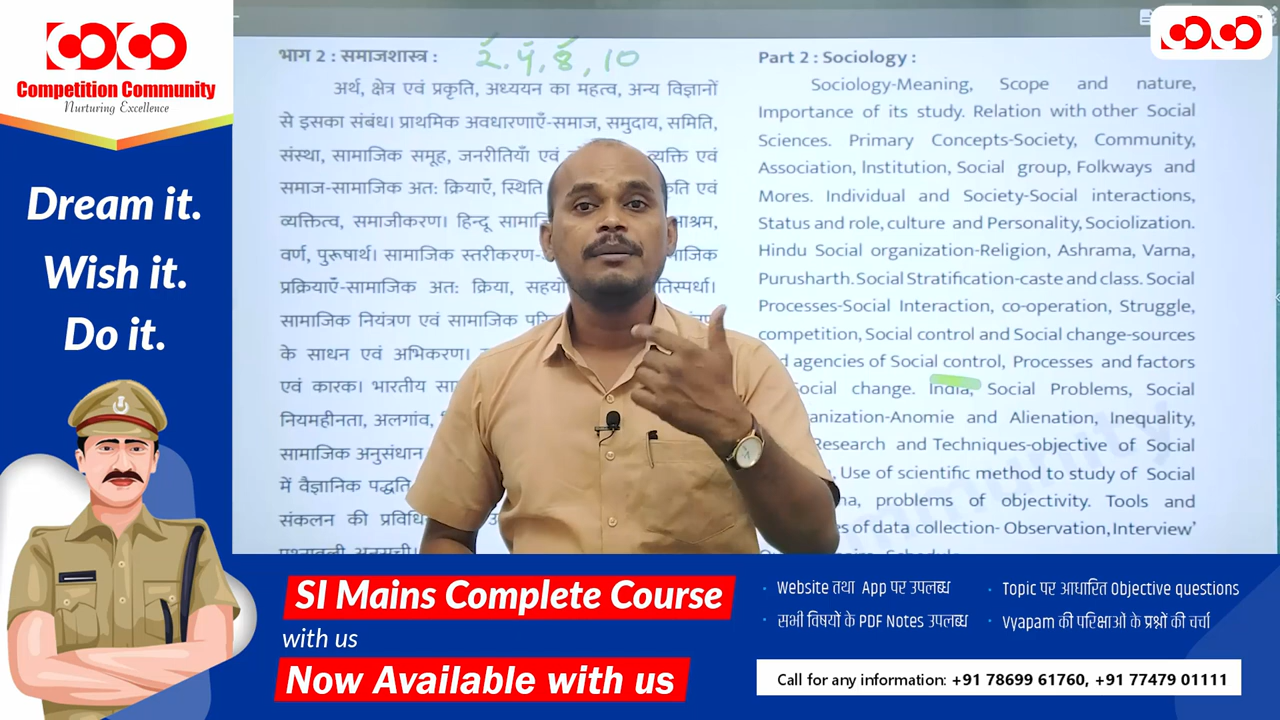 COCO
Competition Community
Nurturing Excellence
Dream it.
Wish it.
Do it.
COCO
भाग 2 : समाजशास्त्र : 2. 4. 8, 10
अर्थ, क्षेत्र एवं प्रकृति, अध्ययन का महत्व, अन्य विज्ञानों
से इसका संबंध। प्राथमिक अवधारणाएँ-समाज, समुदाय, समिति,
संस्था, सामाजिक समूह, जनरीतियाँ एवं व्यक्ति एवं
समाज-सामाजिक अत: क्रियाएँ, स्थिति एवं
व्यक्तित्व, समाजीकरण। हिन्दू
वर्ण, पुरूषार्थ। सामाजिक स्तरीकरण-
प्रक्रियाएँ-सामाजिक अत: क्रिया,
सामाजिक नियंत्रण एवं सामाजिक
के साधन एवं अभिकरण।
एवं कारक। भारतीय
नियमहीनता, अलगांव,
सामाजिक अनुसंधान
में वैज्ञानिक पद्धति
संकलन की
Part 2 : Sociology :
Sociology-Meaning, Scope and nature,
Importance of its study. Relation with other Social
Sciences. Primary Concepts-Society, Community,
Association, Institution, Social group, Folkways and
Mores. Individual and Society-Social interactions,
Status and role, culture and Personality, Sociolization.
Hindu Social organization-Religion, Ashrama, Varna,
Purusharth. Social Stratification-caste and class. Social
Processes-Social Interaction, co-operation, Struggle,
competition, Social control and Social change-sources
agencies of Social control, Processes and factors
Social change. India, Social Problems, Social
Anomie and Alienation, Inequality,
Research and Techniques-objective of Social
Use of scientific method to study of Social
problems of objectivity. Tools and
of data collection- Observation, Interview'
SI Mains Complete Course
with us
Now Available with us
· Website तथा App पर उपलब्ध
· सभी विषयों के PDF Notes उपलब्ध
· Topic पर आधारित Objective questions
· Vyapam की परिक्षाओं के प्रश्नों की चर्चा
Call for any information: +91 78699 61760, +91 77479 01111